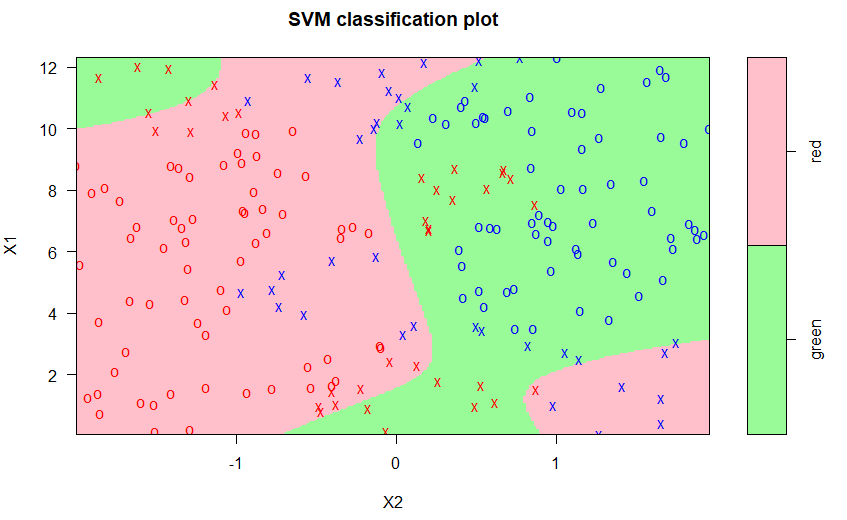 SVM classification plot
12
10
8
6
4
2
X1
-1
0
1
X2
red
green